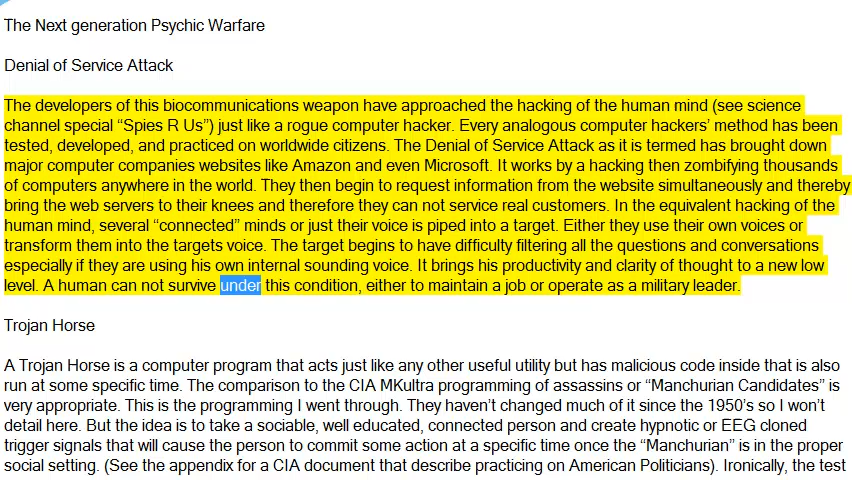 The Next generation Psychic Warfare
Denial of Service Attack
The developers of this biocommunications weapon have approached the hacking of the human mind (see science
channel special “Spies R Us”) just like a rogue computer hacker. Every analogous computer hackers’ method has been
tested, developed, and practiced on worldwide citizens. The Denial of Service Attack as it is termed has brought down
major computer companies websites like Amazon and even Microsoft. It works by a hacking then zombifying thousands
of computers anywhere in the world. They then begin to request information from the website simultaneously and thereby
bring the web servers to their knees and therefore they can not service real customers. In the equivalent hacking of the
human mind, several “connected” minds or just their voice is piped into a target. Either they use their own voices or
transform them into the targets voice. The target begins to have difficulty filtering all the questions and conversations
especially if they are using his own internal sounding voice. It brings his productivity and clarity of thought to a new low
level. A human can not survive under this condition, either to maintain a job or operate as a military leader.
Trojan Horse
A Trojan Horse is a computer program that acts just like any other useful utility but has malicious code inside that is also
run at some specific time. The comparison to the CIA MKultra programming of assassins or “Manchurian Candidates” is
very appropriate. This is the programming I went through. They haven’t changed much of it since the 1950’s so I won’t
detail here. But the idea is to take a sociable, well educated, connected person and create hypnotic or EEG cloned
trigger signals that will cause the person to commit some action at a specific time once the “Manchurian” is in the proper
social setting. (See the appendix for a CIA document that describe practicing on American Politicians). Ironically, the test